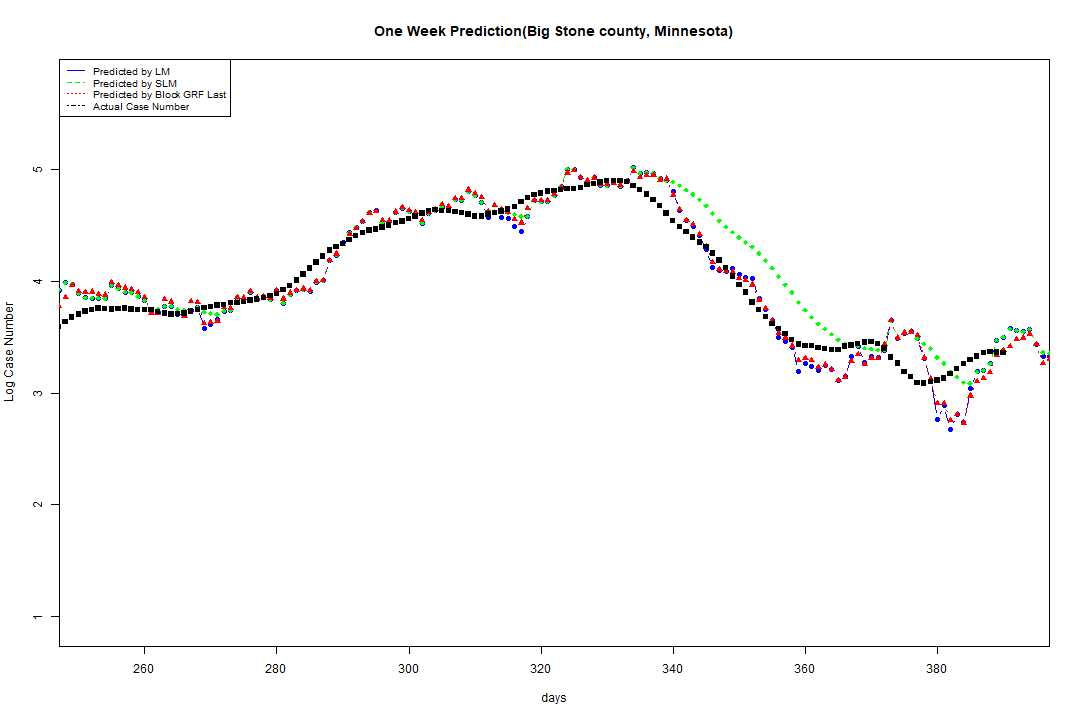 One Week Prediction(Big Stone county, Minnesota)
Predicted by LM
Predicted by SLM
Predicted by Block GRF Last
Actual Case Number
5
4
3
2
1
Log Case Number
260 280 300 320 340 360 380
days